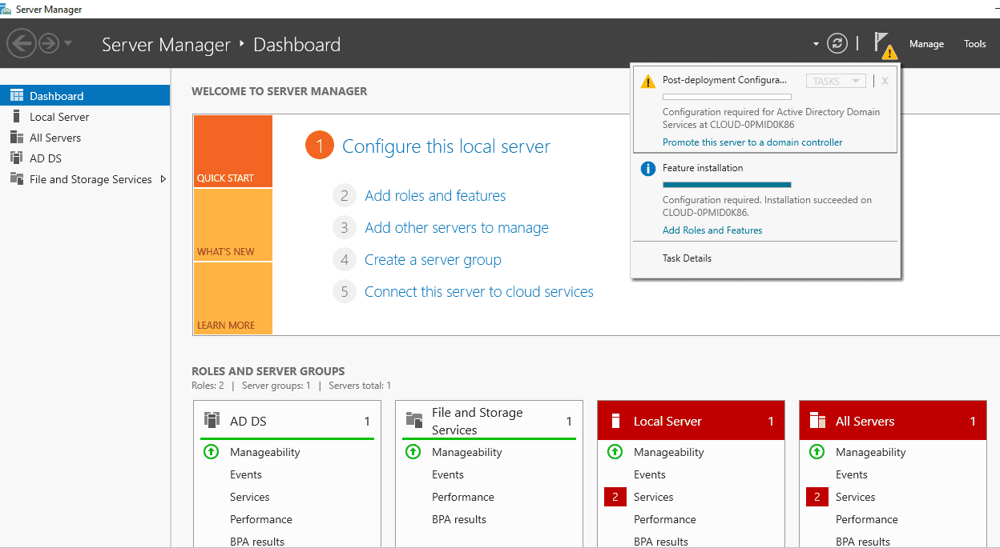 Server Manager
Server Manager ‣ Dashboard
Manage
Tools
Dashboard
Local Server
All Servers
AD DS
File and Storage Services
WELCOME TO SERVER MANAGER
QUICK START
WHAT'S NEW
LEARN MORE
1 Configure this local server
2 Add roles and features
3 Add other servers to manage
4 Create a server group
5 Connect this server to cloud services
Post-deployment Configura...
TASKS
X
Configuration required for Active Directory Domain
Services at CLOUD-0PMID0K86
Promote this server to a domain controller
Feature installation
Configuration required. Installation succeeded on
CLOUD-0PMID0K86.
Add Roles and Features
Task Details
ROLES AND SERVER GROUPS
Roles: 2 | Server groups: 1 | Servers total: 1
AD DS 1
Manageability
Events
Services
Performance
BPA results
File and Storage
Services
1
Manageability
Events
Performance
BPA results
Local Server 1
Manageability
Events
2 Services
Performance
BPA results
All Servers 1
Manageability
Events
2 Services
Performance
BPA results